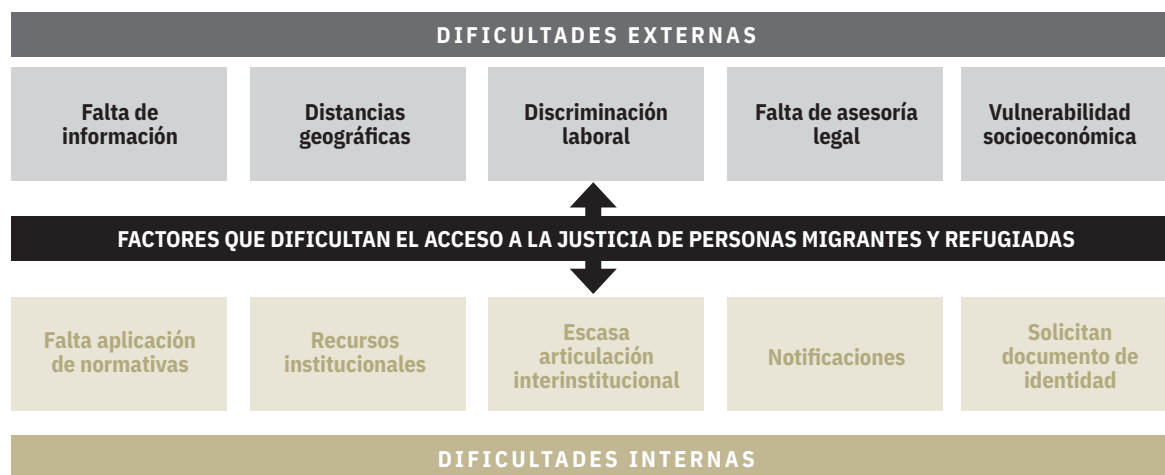 DIFICULTADES EXTERNAS
Falta de
información
Distancias
geográficas
Discriminación
laboral
Falta de asesoría
legal
Vulnerabilidad
socioeconómica
FACTORES QUE DIFICULTAN EL ACCESO A LA JUSTICIA DE PERSONAS MIGRANTES Y REFUGIADAS
Falta aplicación
de normativas
Recursos
institucionales
Escasa
articulación
interinstitucional
Notificaciones
Solicitan
documento de
identidad
DIFICULTADES INTERNAS